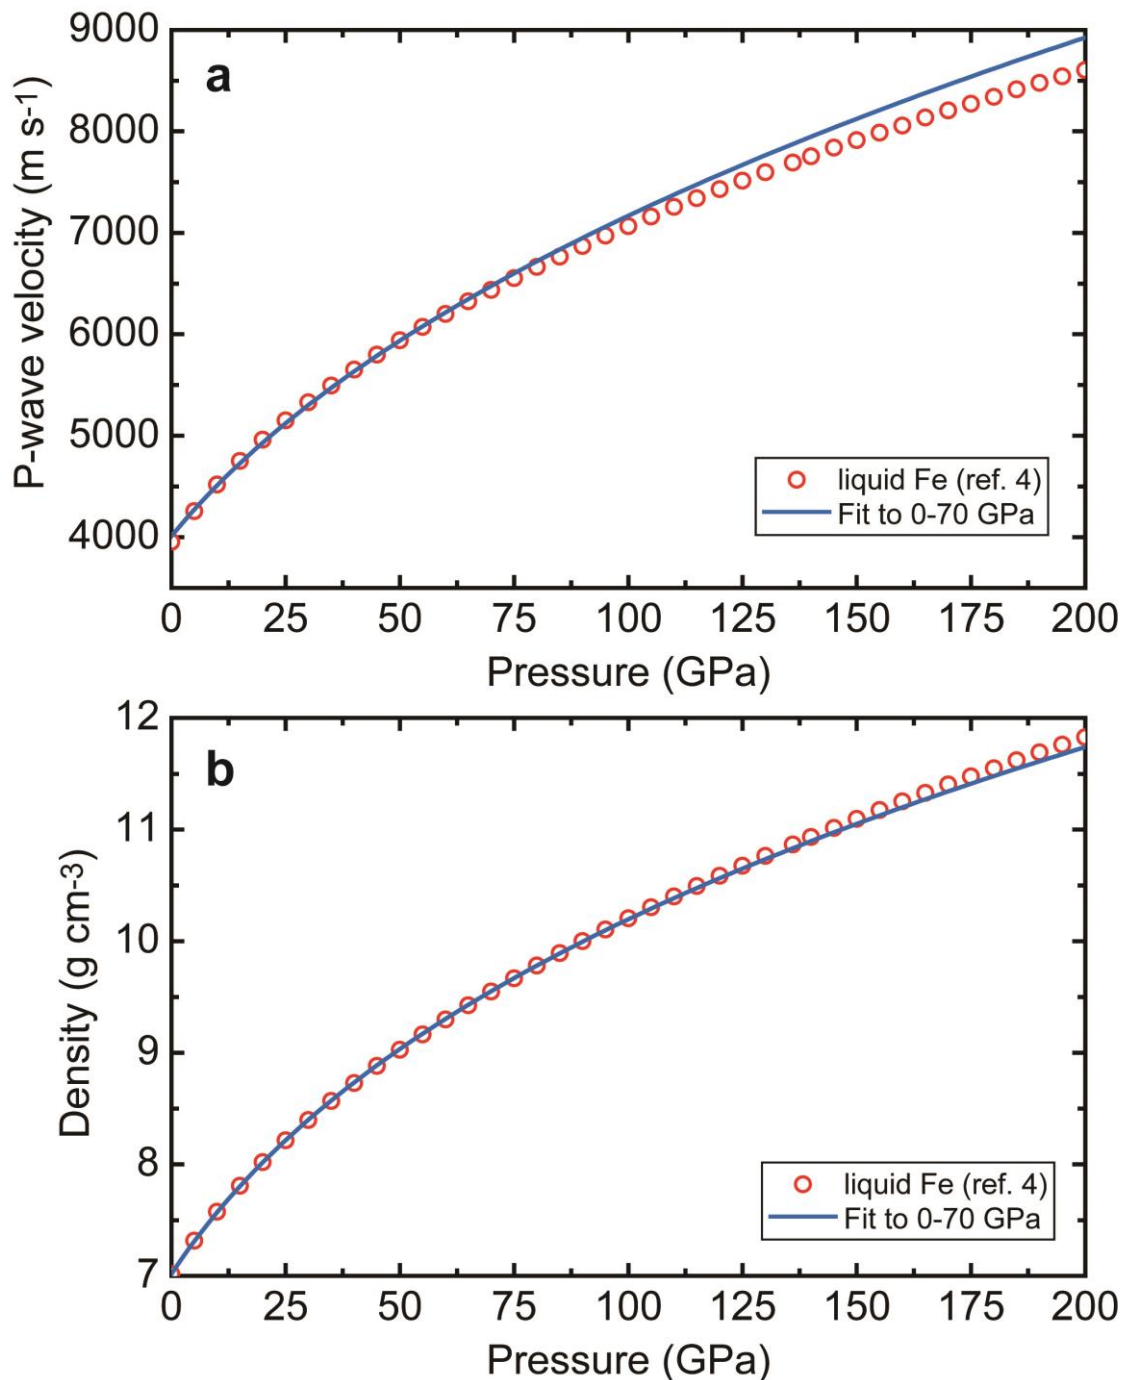 a
9000
8000
7000
6000
5000
4000
P-wave velocity (m s-1)
liquid Fe (ref. 4)
Fit to 0-70 GPa
0 25 50 75 100 125 150 175 200
Pressure (GPa)
b
12
11
10
9
8
7
Density (g cm-3)
liquid Fe (ref. 4)
Fit to 0-70 GPa
0 25 50 75 100 125 150 175 200
Pressure (GPa)